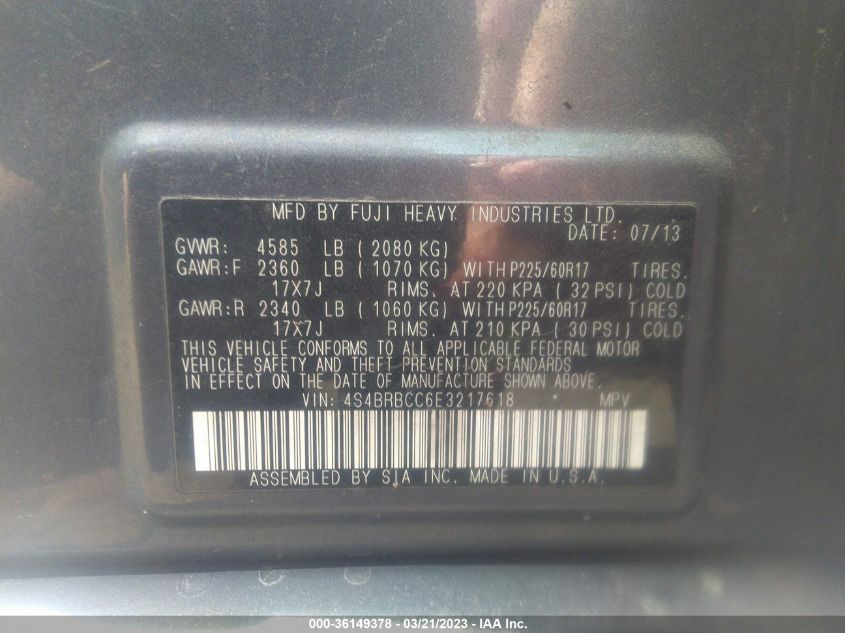 MFD BY FUJI HEAVY INDUSTRIES LTD.
DATE: 07/13
GVWR: 4585 LB (2080 KG)
GAWR:F 2360 LB (1070 KG) WITH P225/60R17 TIRES.
17X7J RIMS. AT 220 KPA (32 PSI) COLD
GAWR:R 2340 LB (1060 KG) WITH P225/60R17 TIRES.
17X7J RIMS. AT 210 KPA (30 PSI) COLD
THIS VEHICLE CONFORMS TO ALL APPLICABLE FEDERAL MOTOR
VEHICLE SAFETY AND THEFT PREVENTION STANDARDS
IN EFFECT ON THE DATE OF MANUFACTURE SHOWN ABOVE.
VIN: 4S4BRBCC6E3217618 MPV
ASSEMBLED BY SIA INC. MADE IN U.S.A.
000-36149378 - 03/21/2023 - IAA Inc.